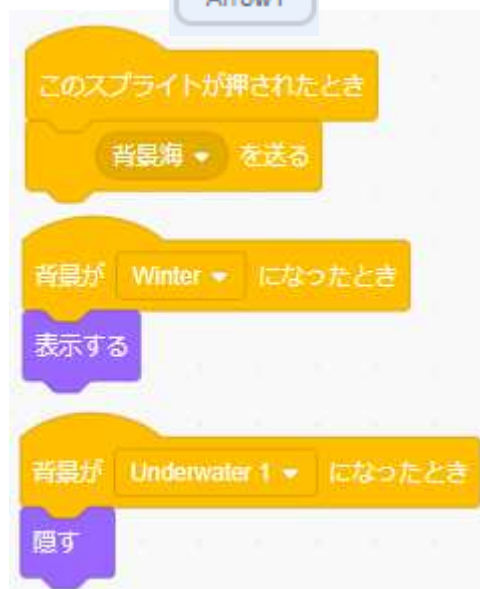 Arrow1
このスプライトが押されたとき
背景海 を送る
背景が Winter になったとき
表示する
背景が Underwater 1 になったとき
隠す